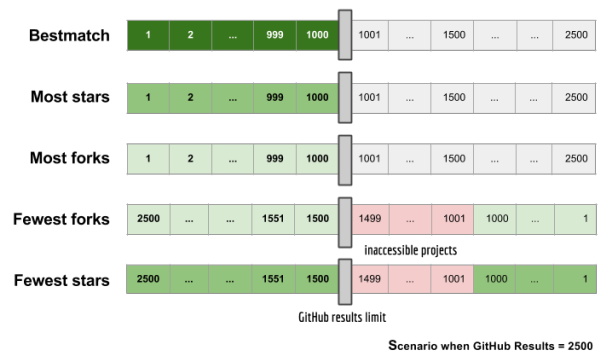 Bestmatch 1 2 ... 999 1000 1001 ... 1500 ... ... 2500
Most stars 1 2 ... 999 1000 1001 ... 1500 ... ... 2500
Most forks 1 2 ... 999 1000 1001 ... 1500 ... ... 2500
Fewest forks 2500 ... ... 1551 1500 1499 ... 1001 1000 ... 1
inaccessible projects
Fewest stars 2500 ... ... 1551 1500 1499 ... 1001 1000 ... 1
GitHub results limit
Scenario when GitHub Results = 2500